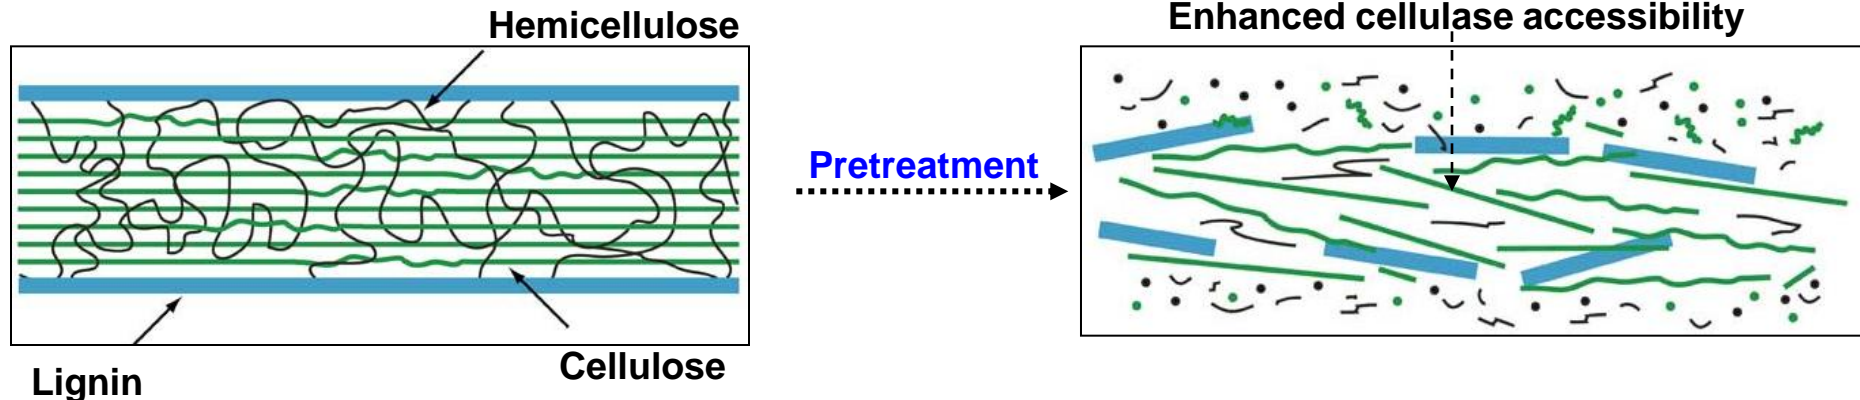 Hemicellulose
Enhanced cellulase accessibility
Pretreatment
Cellulose
Lignin